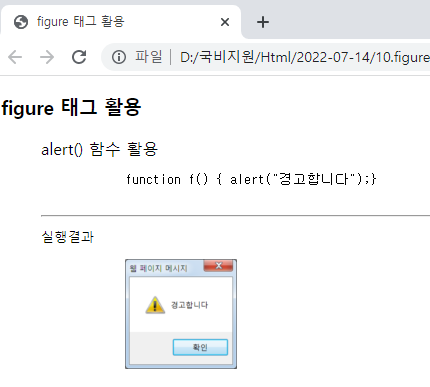 figure 태그 활용
파일 D:/국비지원/Html/2022-07-14/10.figure
figure 태그 활용
alert() 함수 활용
function f() { alert("경고합니다");}
실행결과
웹 페이지 메시지
경고합니다
확인